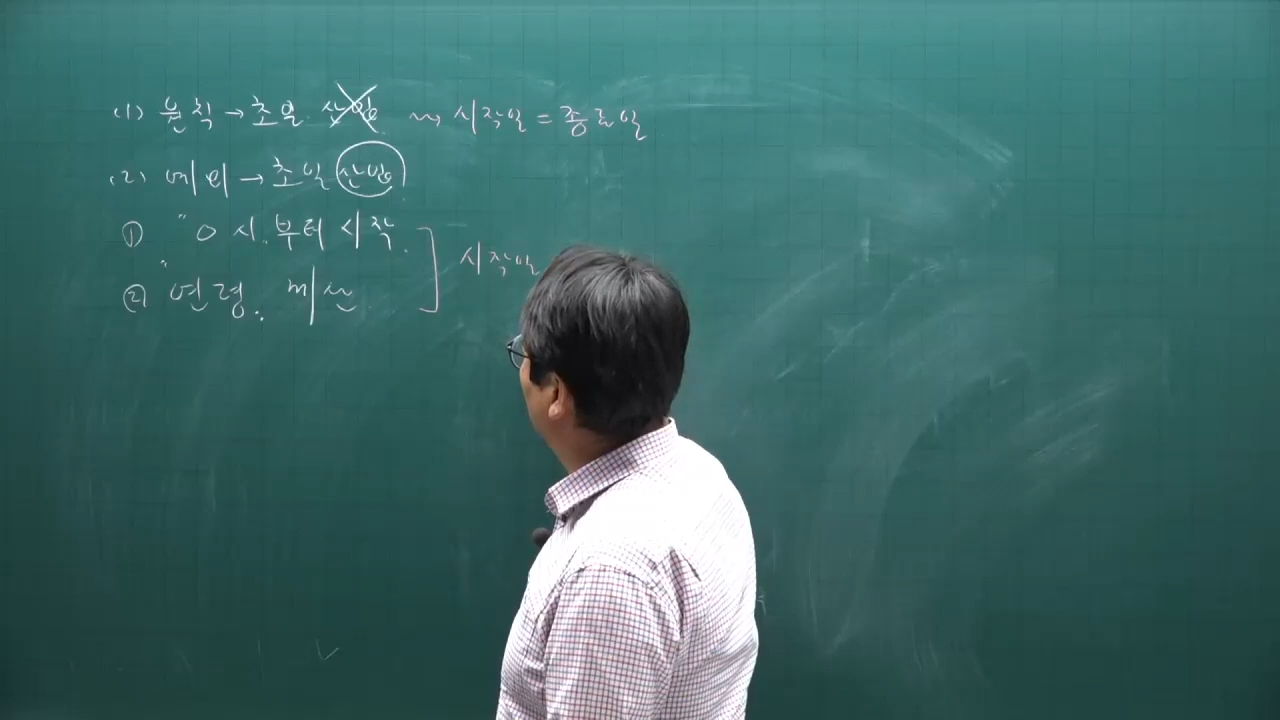 (1) 원칙 → 초일 산입 ~> 시작일 = 종료일
(2) 예외 → 초일 산입
① "0시"부터 시작.
② 연령 계산
시작일